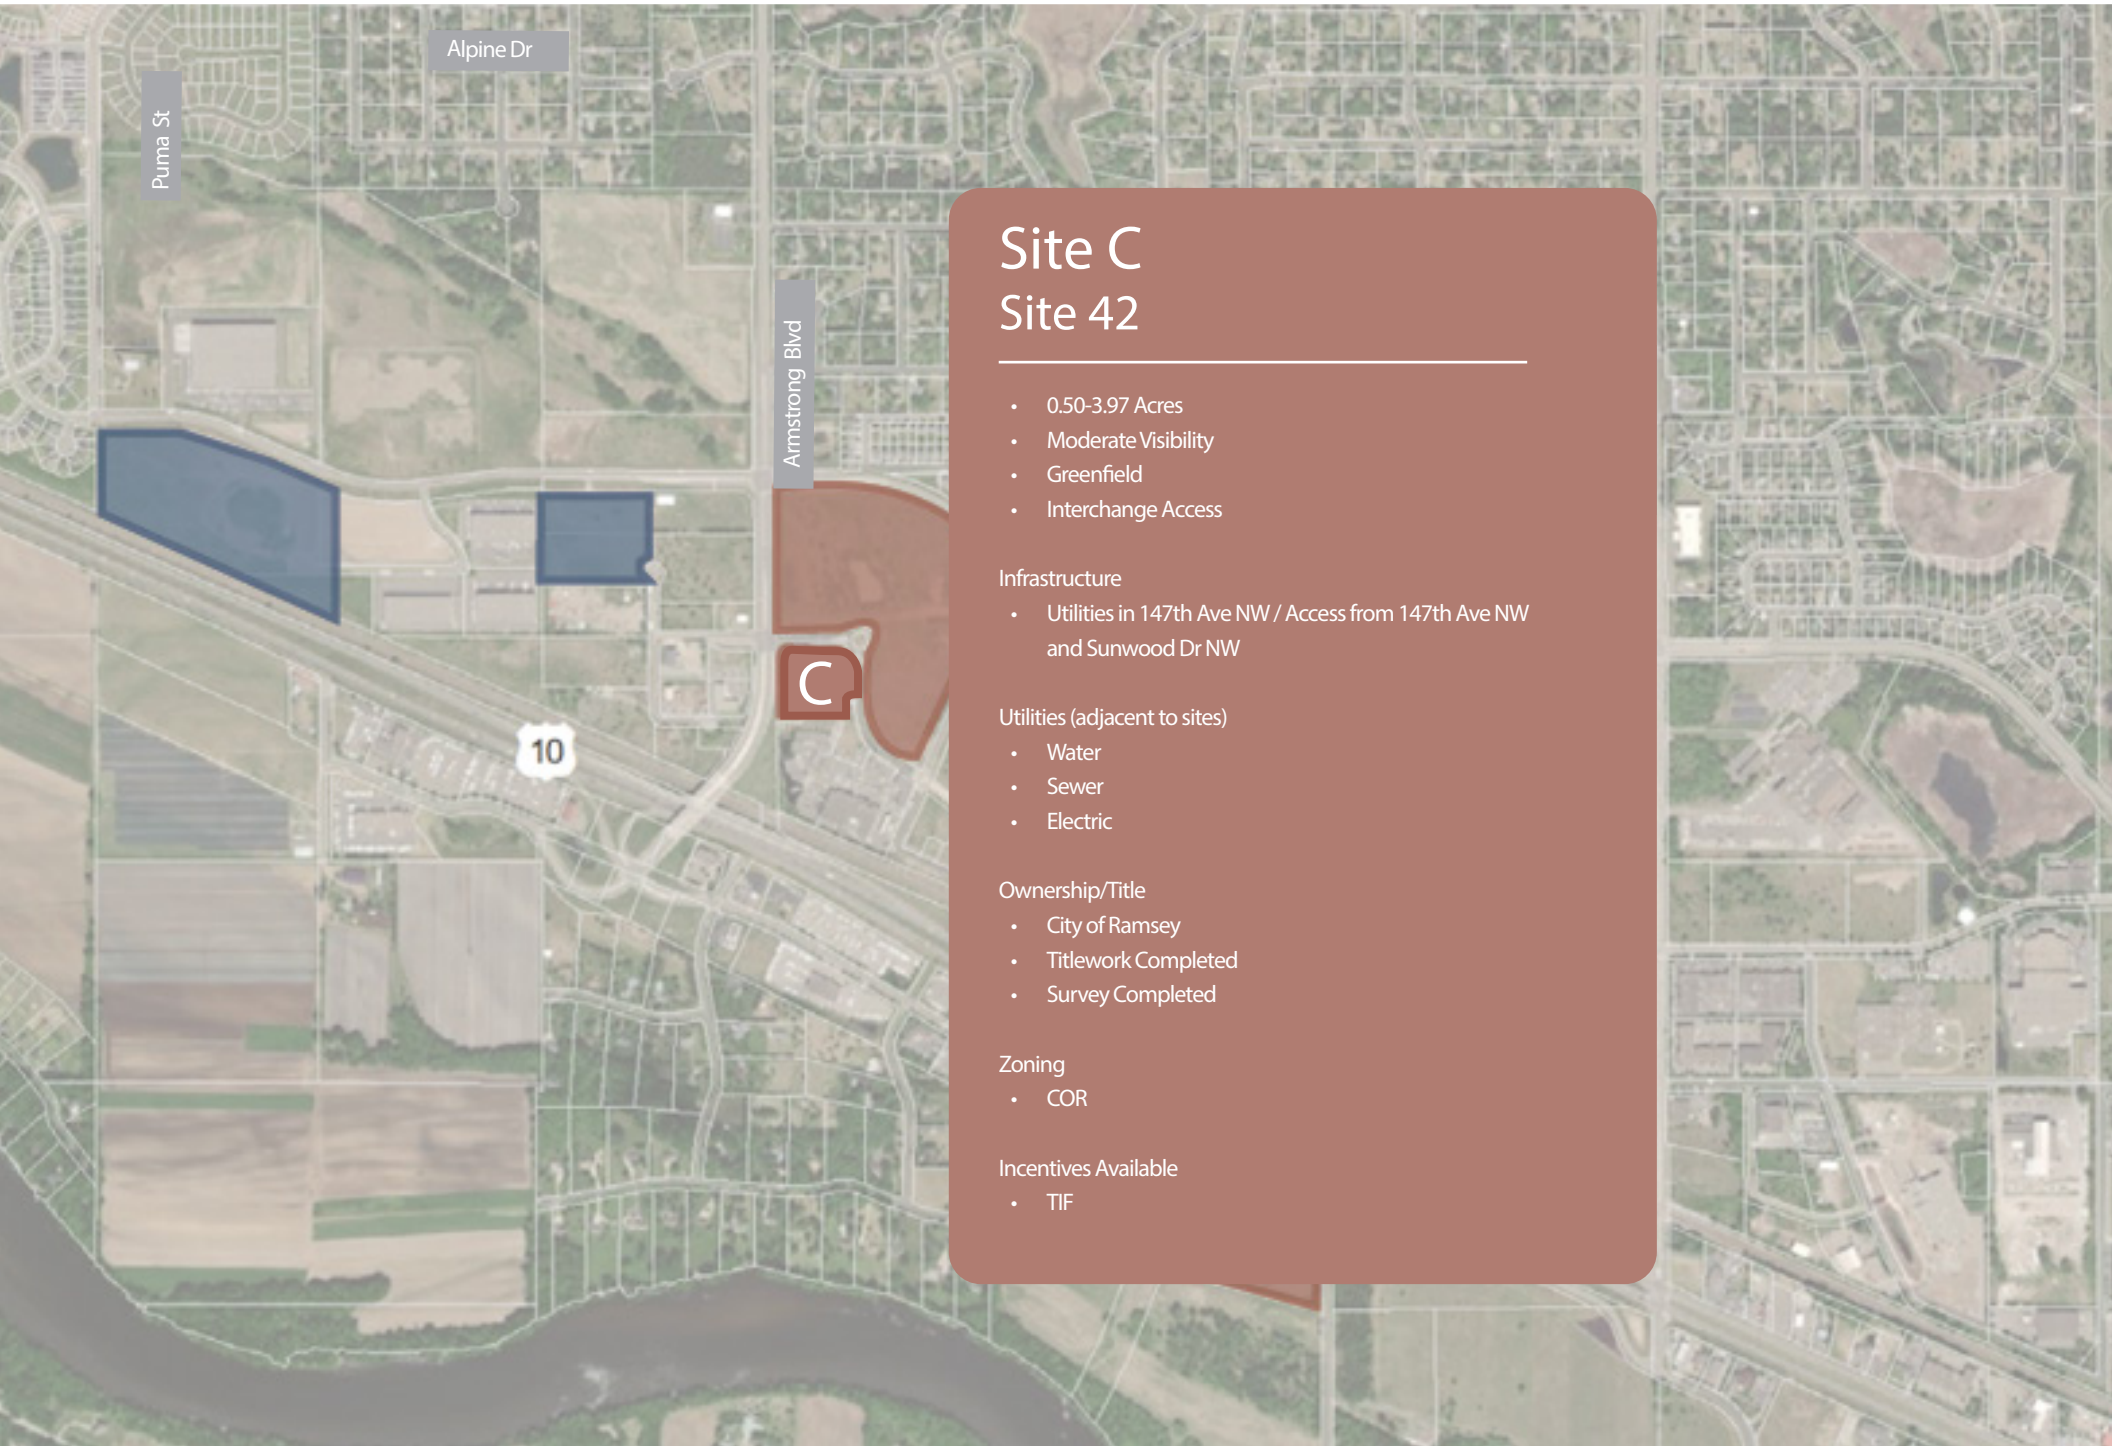 Alpine Dr
Puma St
Armstrong Blvd
C
10
Site C
Site 42
• 0.50-3.97 Acres
• Moderate Visibility
• Greenfield
• Interchange Access
Infrastructure
• Utilities in 147th Ave NW / Access from 147th Ave NW
and Sunwood Dr NW
Utilities (adjacent to sites)
• Water
• Sewer
• Electric
Ownership/Title
• City of Ramsey
• Titlework Completed
• Survey Completed
Zoning
• COR
Incentives Available
• TIF